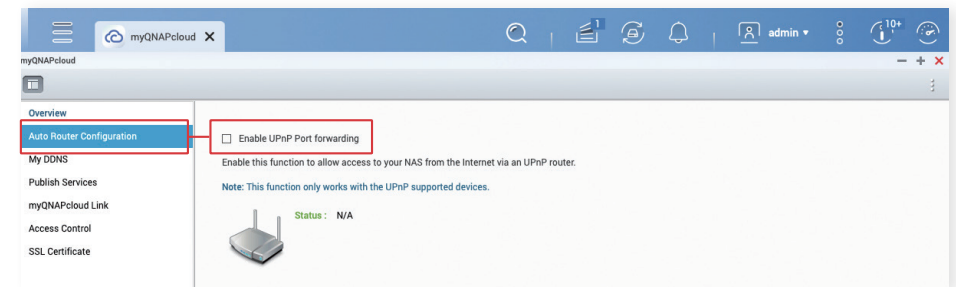 myQNAPcloud
1
admin
10+
myQNAPcloud
Overview
Auto Router Configuration
Enable UPnP Port forwarding
My DDNS
Enable this function to allow access to your NAS from the Internet via an UPnP router.
Publish Services
Note: This function only works with the UPnP supported devices.
myQNAPcloud Link
Status : N/A
Access Control
SSL Certificate